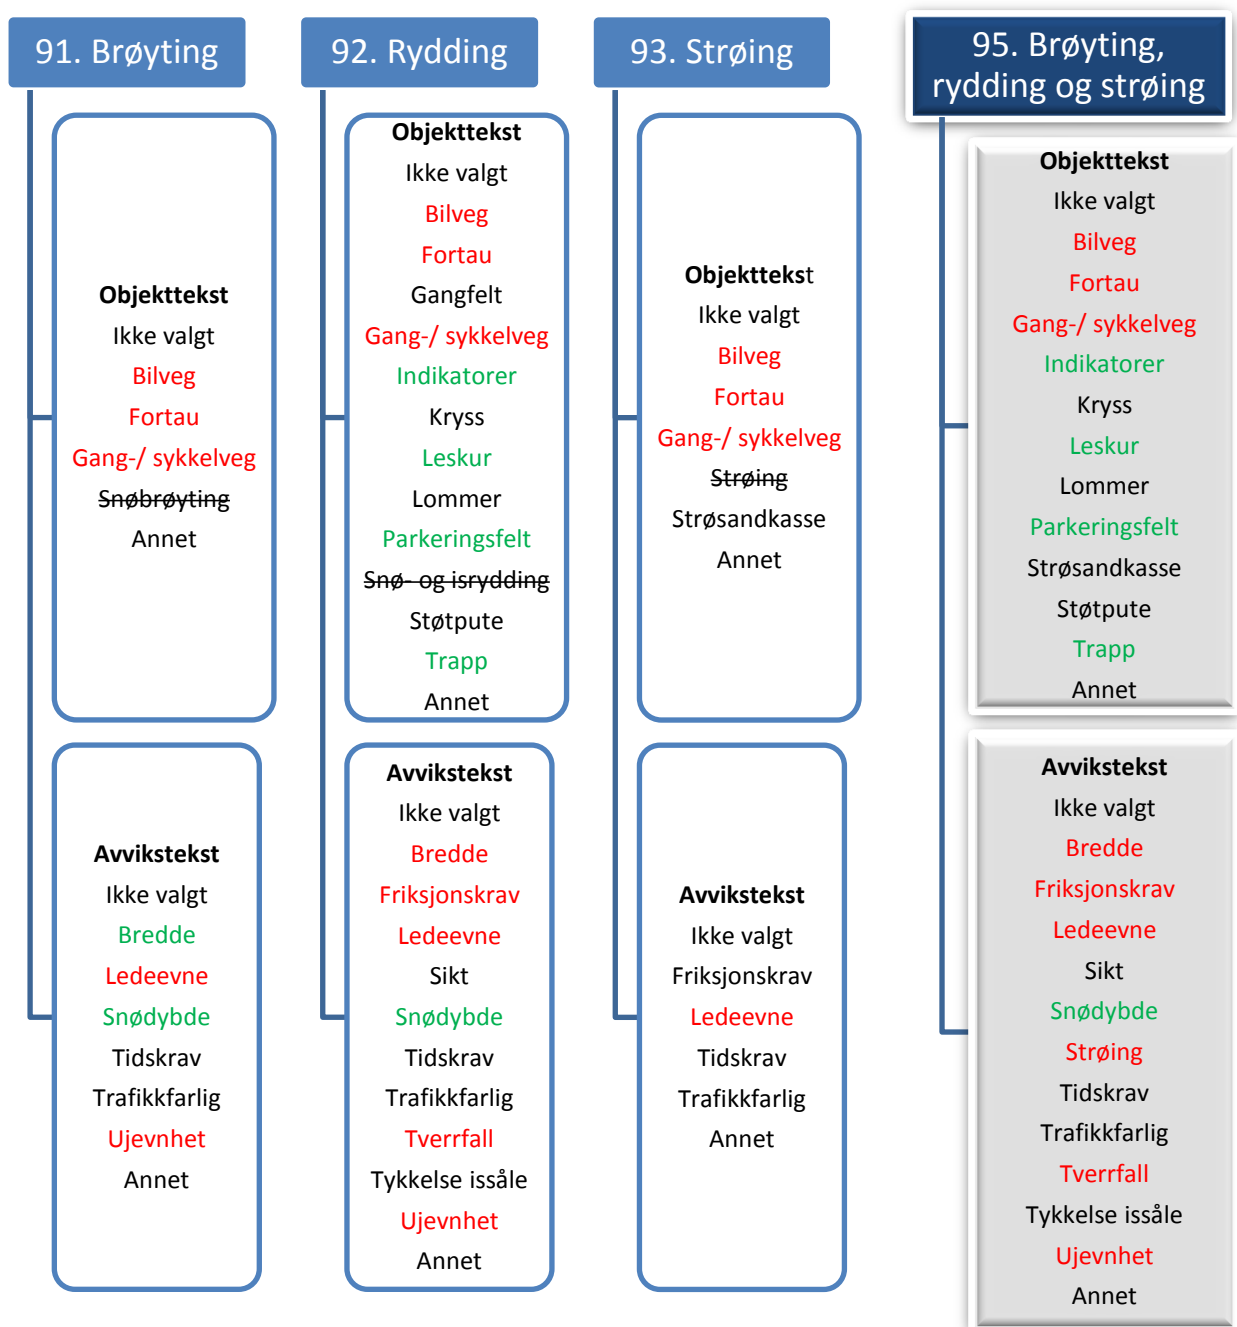 91. Brøyting
Objekttekst
Ikke valgt
Bilveg
Fortau
Gang-/ sykkelveg
Snøbrøyting
Annet
Avvikstekst
Ikke valgt
Bredde
Ledeevne
Snødybde
Tidskrav
Trafikkfarlig
Ujevnhet
Annet
92. Rydding
Objekttekst
Ikke valgt
Bilveg
Fortau
Gangfelt
Gang-/ sykkelveg
Indikatorer
Kryss
Leskur
Lommer
Parkeringsfelt
Snø- og isrydding
Støtpute
Trapp
Annet
Avvikstekst
Ikke valgt
Bredde
Friksjonskrav
Ledeevne
Sikt
Snødybde
Tidskrav
Trafikkfarlig
Tverrfall
Tykkelse issåle
Ujevnhet
Annet
93. Strøing
Objekttekst
Ikke valgt
Bilveg
Fortau
Gang-/ sykkelveg
Strøing
Strøsandkasse
Annet
Avvikstekst
Ikke valgt
Friksjonskrav
Ledeevne
Tidskrav
Trafikkfarlig
Annet
95. Brøyting,
rydding og strøing
Objekttekst
Ikke valgt
Bilveg
Fortau
Gang-/ sykkelveg
Indikatorer
Kryss
Leskur
Lommer
Parkeringsfelt
Strøsandkasse
Støtpute
Trapp
Annet
Avvikstekst
Ikke valgt
Bredde
Friksjonskrav
Ledeevne
Sikt
Snødybde
Strøing
Tidskrav
Trafikkfarlig
Tverrfall
Tykkelse issåle
Ujevnhet
Annet